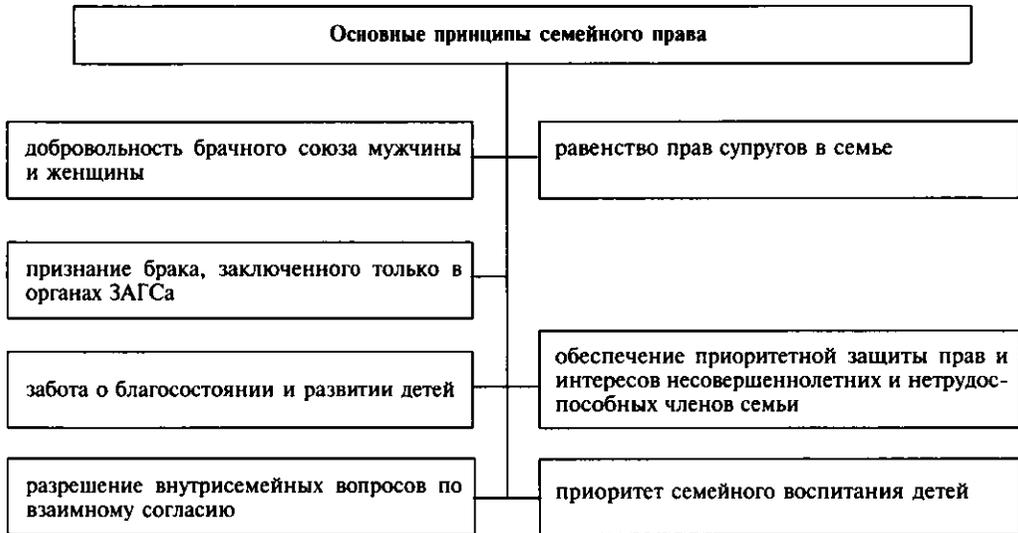 Основные принципы семейного права
добровольность брачного союза мужчины
и женщины
равенство прав супругов в семье
признание брака, заключенного только в
органах ЗАГСа
забота о благосостоянии и развитии детей
обеспечение приоритетной защиты прав и
интересов несовершеннолетних и нетрудос-
пособных членов семьи
разрешение внутрисемейных вопросов по
взаимному согласию
приоритет семейного воспитания детей